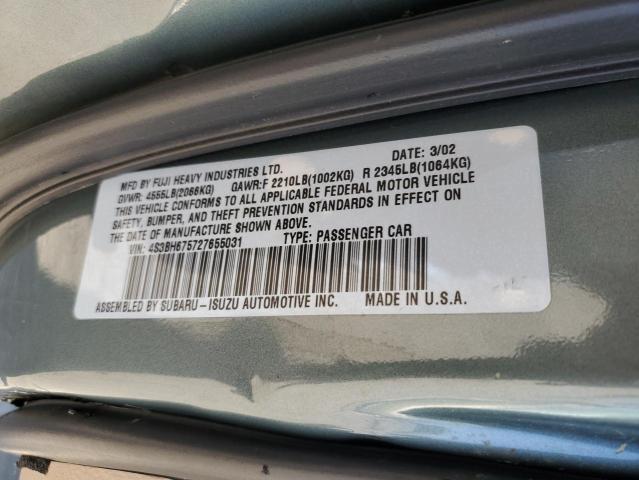 MFD BY FUJI HEAVY INDUSTRIES LTD. DATE: 3/02
GVWR: 4555LB(2066KG) GAWR:F 2210LB(1002KG) R 2345LB(1064KG)
THIS VEHICLE CONFORMS TO ALL APPLICABLE FEDERAL MOTOR VEHICLE
SAFETY, BUMPER, AND THEFT PREVENTION STANDARDS IN EFFECT ON
THE DATE OF MANUFACTURE SHOWN ABOVE.
VIN: 4S3BH675727655031 TYPE: PASSENGER CAR
ASSEMBLED BY SUBARU-ISUZU AUTOMOTIVE INC. MADE IN U.S.A.